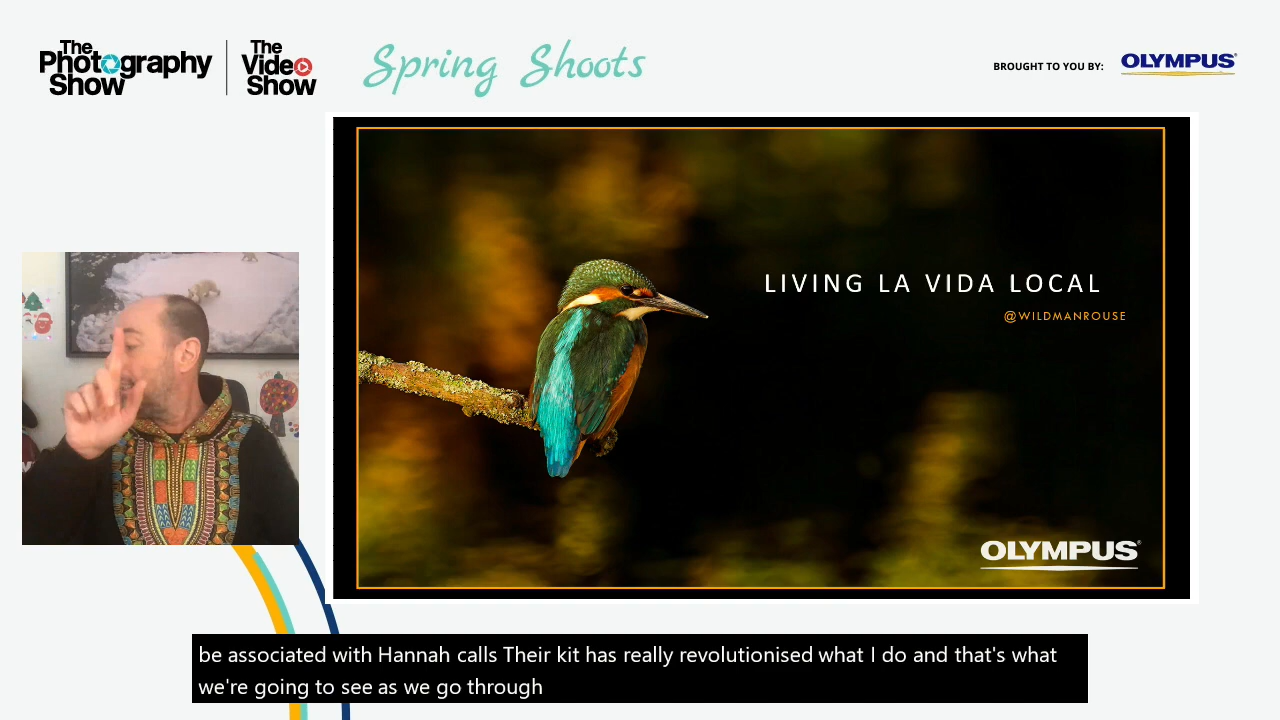 The
Photography
Show
The
Video
Show
Spring Shoots
BROUGHT TO YOU BY:
OLYMPUS
LIVING LA VIDA LOCAL
@WILDMANROUSE
OLYMPUS
be associated with Hannah calls Their kit has really revolutionised what I do and that's what
we're going to see as we go through